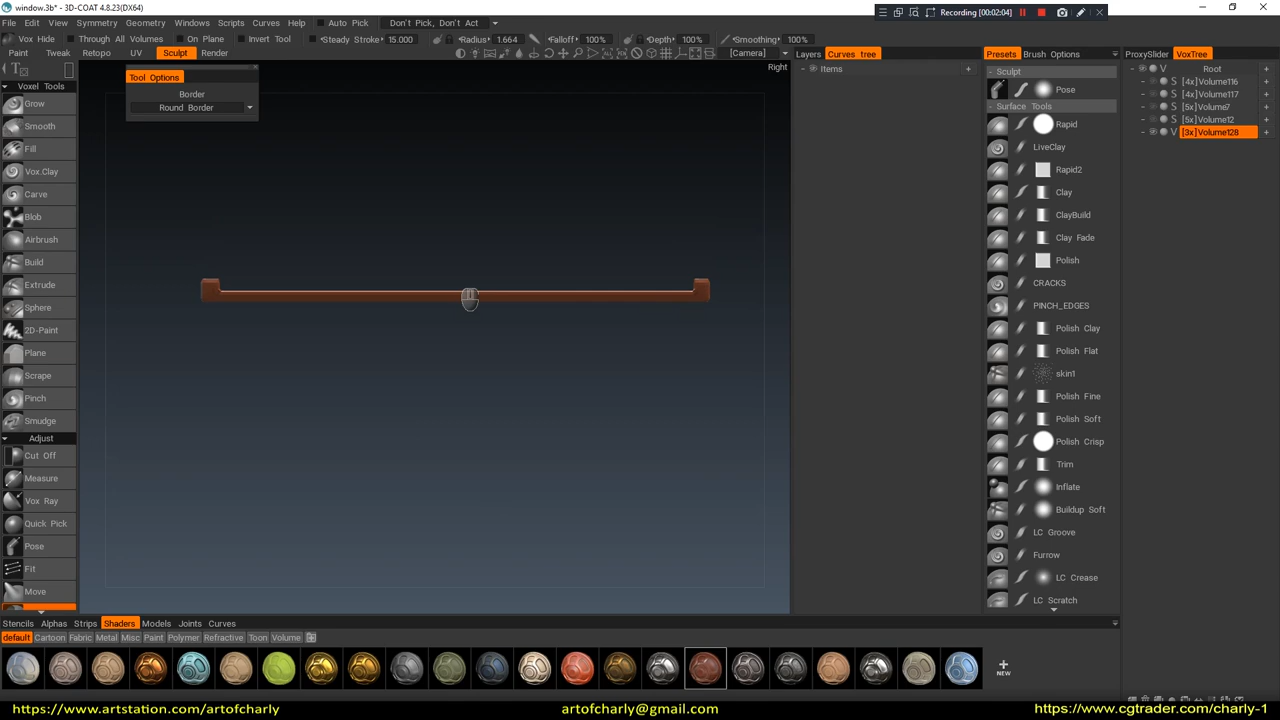 window.3b* - 3D-COAT 4.8.23(DX64)
Recording [00:02:04]
File Edit View Symmetry Geometry Windows Scripts Curves Help Auto Pick Don't Pick, Don't Act
Vox Hide Through All Volumes On Plane Invert Tool Steady Stroke 15.000 Radius 1.664 Falloff 100% Depth 100% Smoothing 100%
Paint Tweak Retopo UV Sculpt Render [Camera] Layers Curves tree Presets Brush Options ProxySlider VoxTree
Right
Tool Options
Border
Round Border
Voxel Tools
Grow
Smooth
Fill
Vox.Clay
Carve
Blob
Airbrush
Build
Extrude
Sphere
2D-Paint
Plane
Scrape
Pinch
Smudge
Adjust
Cut Off
Measure
Vox Ray
Quick Pick
Pose
Fit
Move
Items +
Sculpt
Pose
Surface Tools
Rapid
LiveClay
Rapid2
Clay
ClayBuild
Clay Fade
Polish
CRACKS
PINCH_EDGES
Polish Clay
Polish Flat
skin1
Polish Fine
Polish Soft
Polish Crisp
Trim
Inflate
Buildup Soft
LC Groove
Furrow
LC Crease
LC Scratch
V Root +
S [4x]Volume116 +
S [4x]Volume117 +
S [5x]Volume7 +
S [5x]Volume12 +
V [3x]Volume128 +
Stencils Alphas Strips Shaders Models Joints Curves
default Cartoon Fabric Metal Misc Paint Polymer Refractive Toon Volume
NEW
https://www.artstation.com/artofcharly artofcharly@gmail.com https://www.cgtrader.com/charly-1